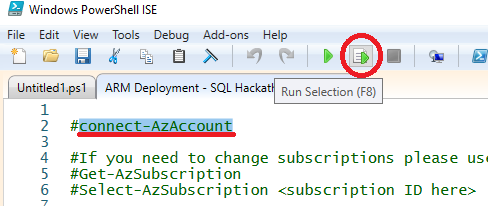 Windows PowerShell ISE
File Edit View Tools Debug Add-ons Help
Untitled1.ps1 ARM Deployment - SQL Hackath
Run Selection (F8)
1
2 #connect-AzAccount
3
4 #If you need to change subscriptions please use
5 #Get-AzSubscription
6 #Select-AzSubscription <subscription ID here>